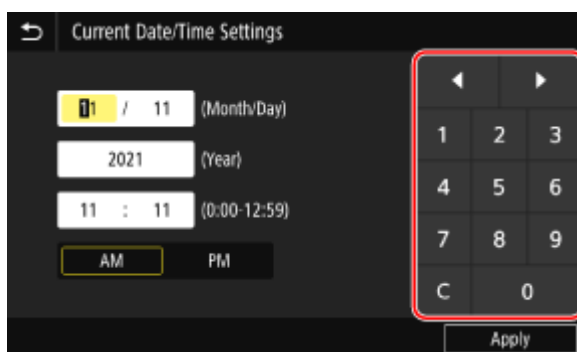 Current Date/Time Settings
11 / 11 (Month/Day)
2021 (Year)
11 : 11 (0:00-12:59)
AM PM
1 2 3
4 5 6
7 8 9
C 0
Apply